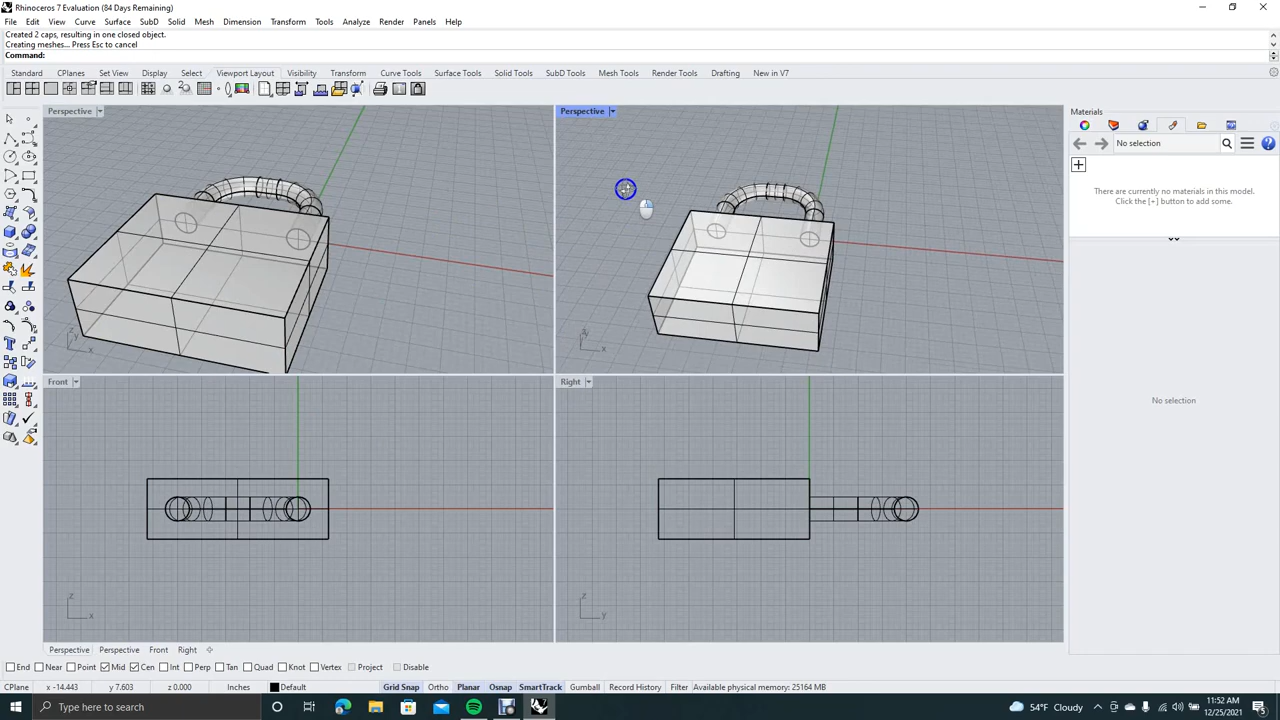 Rhinoceros 7 Evaluation (84 Days Remaining)
File Edit View Curve Surface SubD Solid Mesh Dimension Transform Tools Analyze Render Panels Help
Created 2 caps, resulting in one closed object.
Creating meshes... Press Esc to cancel
Command:
Standard CPlanes Set View Display Select Viewport Layout Visibility Transform Curve Tools Surface Tools Solid Tools SubD Tools Mesh Tools Render Tools Drafting New in V7
Perspective Perspective Materials
No selection
There are currently no materials in this model.
Click the [+] button to add some.
z y x
x
Front Right
No selection
z x
z y
Perspective Perspective Front Right
End Near Point Mid Cen Int Perp Tan Quad Knot Vertex Project Disable
CPlane x -14.443 y 7.603 z 0.000 Inches Default Grid Snap Ortho Planar Osnap SmartTrack Gumball Record History Filter Available physical memory: 25164 MB
Type here to search 54°F Cloudy 11:52 AM
12/25/2021